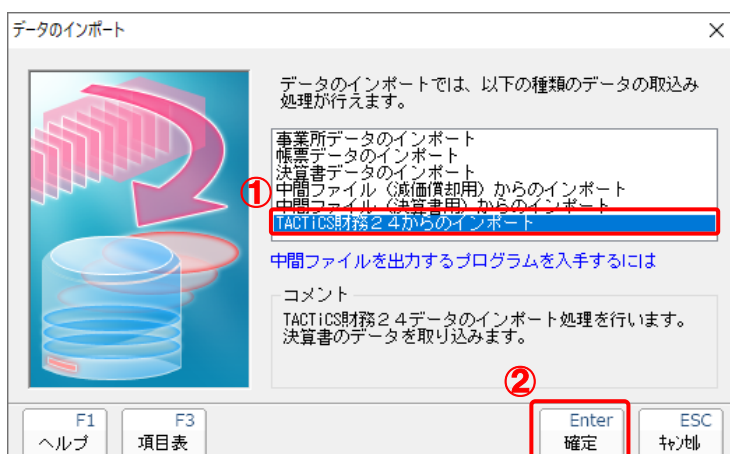 データのインポート
データのインポートでは、以下の種類のデータの取込み
処理が行えます。
事業所データのインポート
帳票データのインポート
決算書データのインポート
中間ファイル（減価償却用）からのインポート
中間ファイル（決算書用）からのインポート
①
TACTiCS財務２４からのインポート
中間ファイルを出力するプログラムを入手するには
コメント
TACTiCS財務２４データのインポート処理を行います。
決算書のデータを取り込みます。
②
F1
ヘルプ
F3
項目表
Enter
確定
ESC
ｷｬﾝｾﾙ